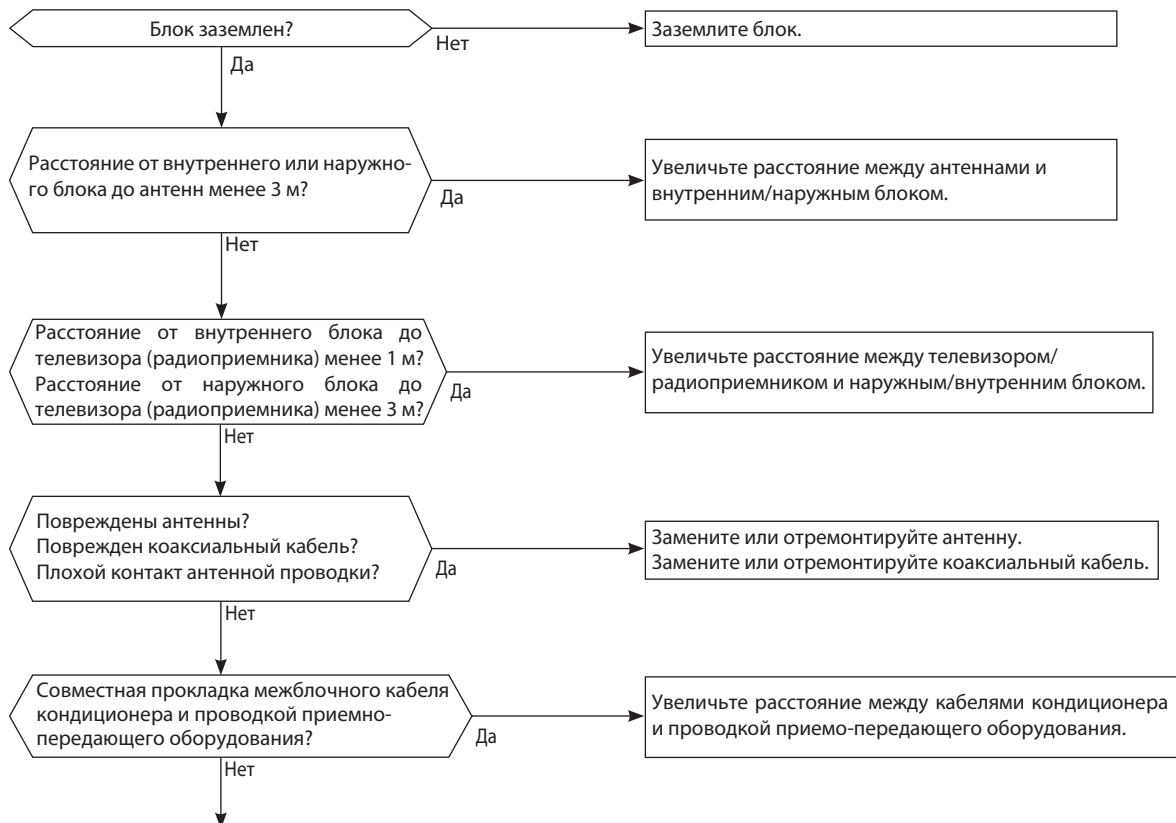 Блок заземлен?
Нет
Заземлите блок.
Да
Расстояние от внутреннего или наружно-
го блока до антенн менее 3 м?
Да
Увеличьте расстояние между антеннами и
внутренним/наружным блоком.
Нет
Расстояние от внутреннего блока до
телевизора (радиоприемника) менее 1 м?
Расстояние от наружного блока до
телевизора (радиоприемника) менее 3 м?
Да
Увеличьте расстояние между телевизором/
радиоприемником и наружным/внутренним блоком.
Нет
Повреждены антенны?
Поврежден коаксиальный кабель?
Плохой контакт антенной проводки?
Да
Замените или отремонтируйте антенну.
Замените или отремонтируйте коаксиальный кабель.
Нет
Совместная прокладка межблочного кабеля
кондиционера и проводкой приемно-
передающего оборудования?
Да
Увеличьте расстояние между кабелями кондиционера
и проводкой приемо-передающего оборудования.
Нет